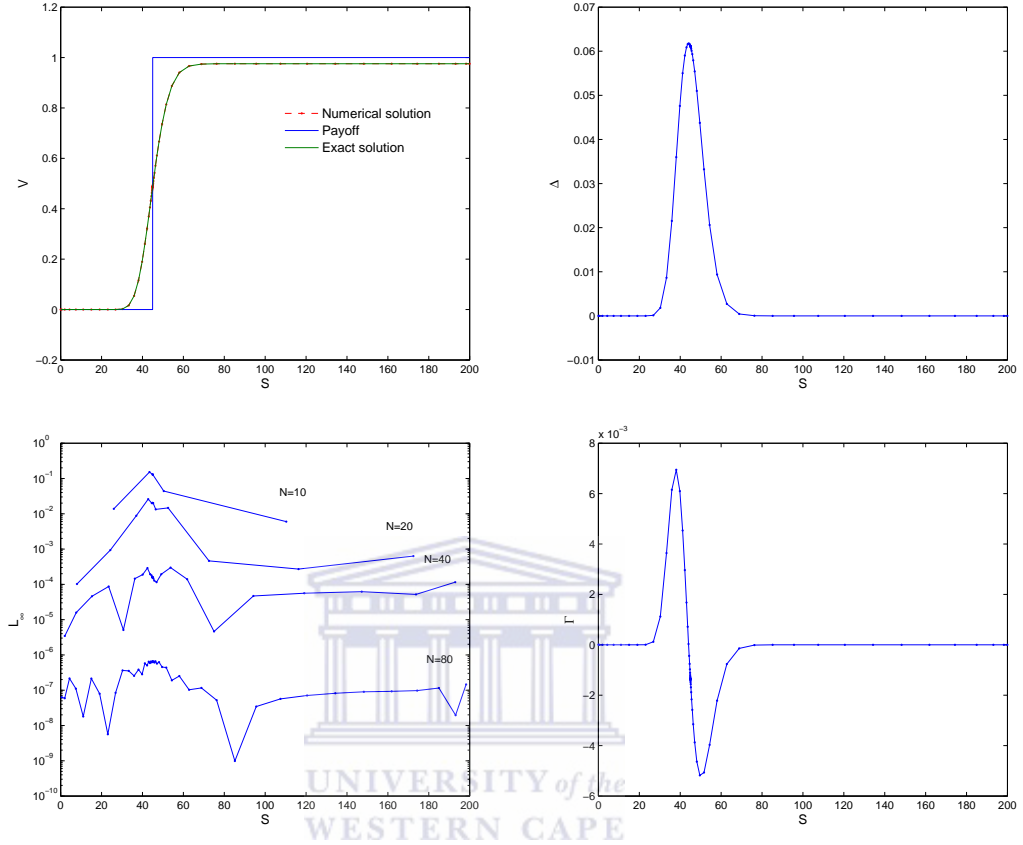 1.2
1
0.8
0.6
0.4
0.2
0
−0.2
V
0 20 40 60 80 100 120 140 160 180 200
S
Numerical solution
Payoff
Exact solution
0.07
0.06
0.05
0.04
0.03
0.02
0.01
0
−0.01
Δ
0 20 40 60 80 100 120 140 160 180 200
S
10^0
10^−1
10^−2
10^−3
10^−4
10^−5
10^−6
10^−7
10^−8
10^−9
10^−10
L_∞
0 20 40 60 80 100 120 140 160 180 200
S
N=10
N=20
N=40
N=80
x 10^−3
8
6
4
2
0
−2
−4
−6
Γ
0 20 40 60 80 100 120 140 160 180 200
S
UNIVERSITY of the
WESTERN CAPE